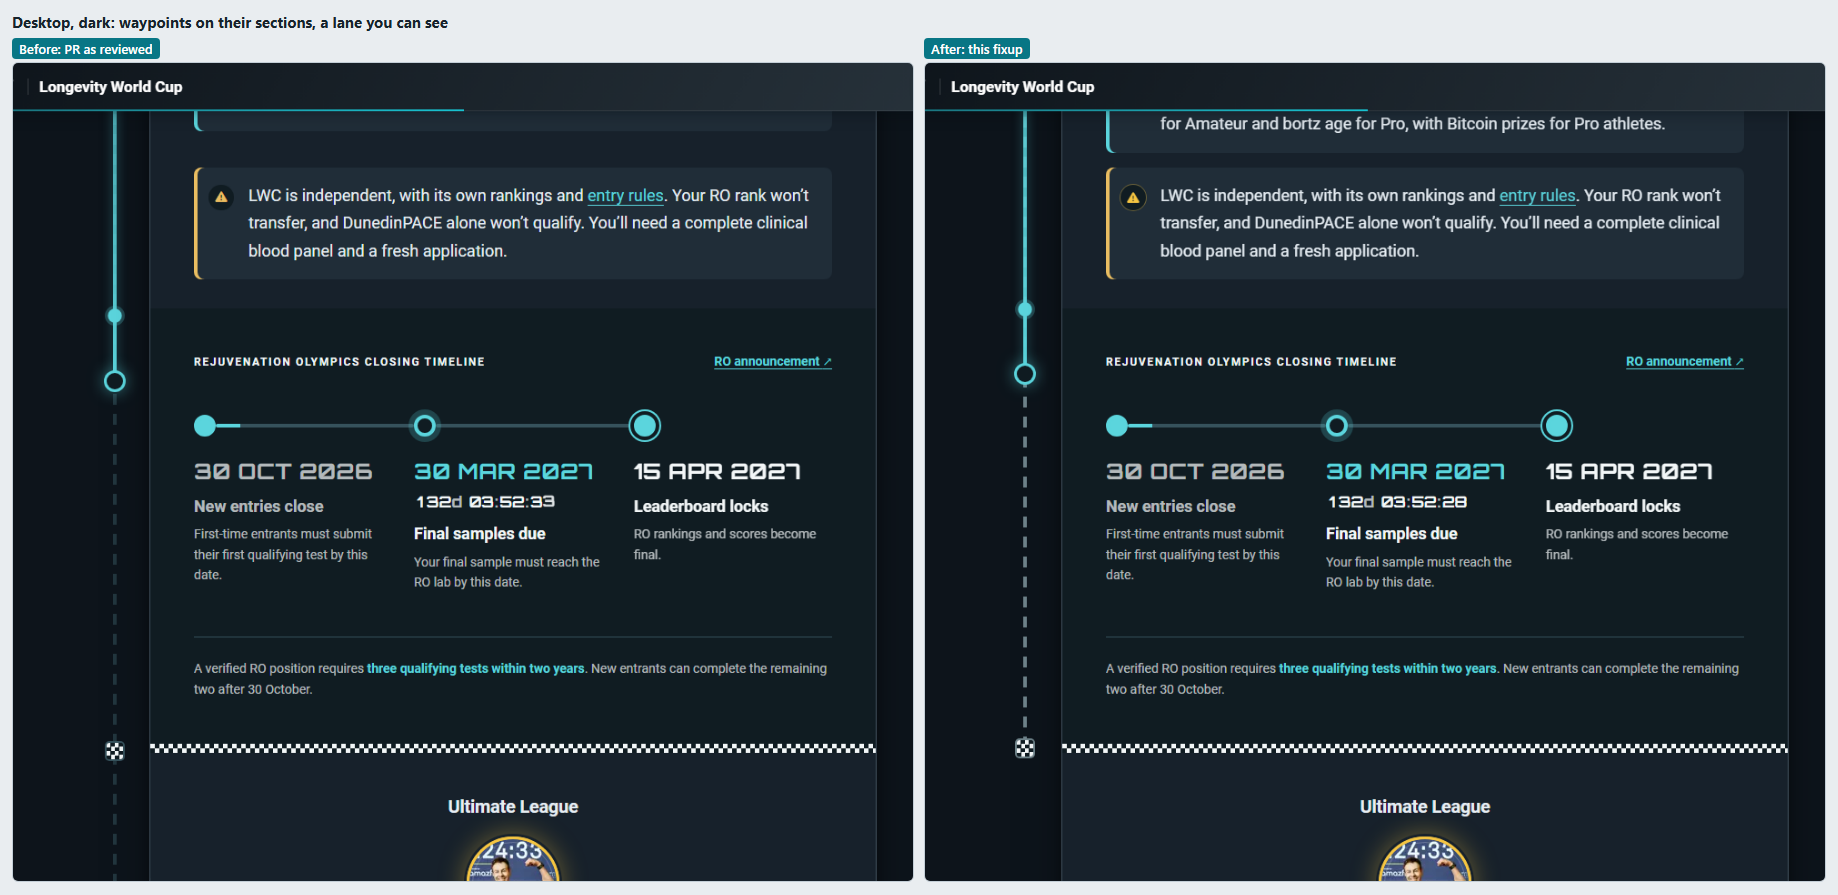 Desktop, dark: waypoints on their sections, a lane you can see
Before: PR as reviewed
Longevity World Cup
LWC is independent, with its own rankings and entry rules. Your RO rank won’t
transfer, and DunedinPACE alone won’t qualify. You’ll need a complete clinical
blood panel and a fresh application.
REJUVENATION OLYMPICS CLOSING TIMELINE
RO announcement ↗
30 OCT 2026
New entries close
First-time entrants must submit
their first qualifying test by this
date.
30 MAR 2027
132d 03:52:33
Final samples due
Your final sample must reach the
RO lab by this date.
15 APR 2027
Leaderboard locks
RO rankings and scores become
final.
A verified RO position requires three qualifying tests within two years. New entrants can complete the remaining
two after 30 October.
Ultimate League
24:33
After: this fixup
Longevity World Cup
for Amateur and bortz age for Pro, with Bitcoin prizes for Pro athletes.
LWC is independent, with its own rankings and entry rules. Your RO rank won’t
transfer, and DunedinPACE alone won’t qualify. You’ll need a complete clinical
blood panel and a fresh application.
REJUVENATION OLYMPICS CLOSING TIMELINE
RO announcement ↗
30 OCT 2026
New entries close
First-time entrants must submit
their first qualifying test by this
date.
30 MAR 2027
132d 03:52:28
Final samples due
Your final sample must reach the
RO lab by this date.
15 APR 2027
Leaderboard locks
RO rankings and scores become
final.
A verified RO position requires three qualifying tests within two years. New entrants can complete the remaining
two after 30 October.
Ultimate League
24:33